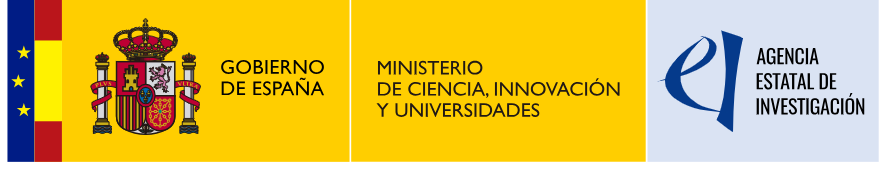 GOBIERNO
DE ESPAÑA
MINISTERIO
DE CIENCIA, INNOVACIÓN
Y UNIVERSIDADES
AGENCIA
ESTATAL DE
INVESTIGACIÓN